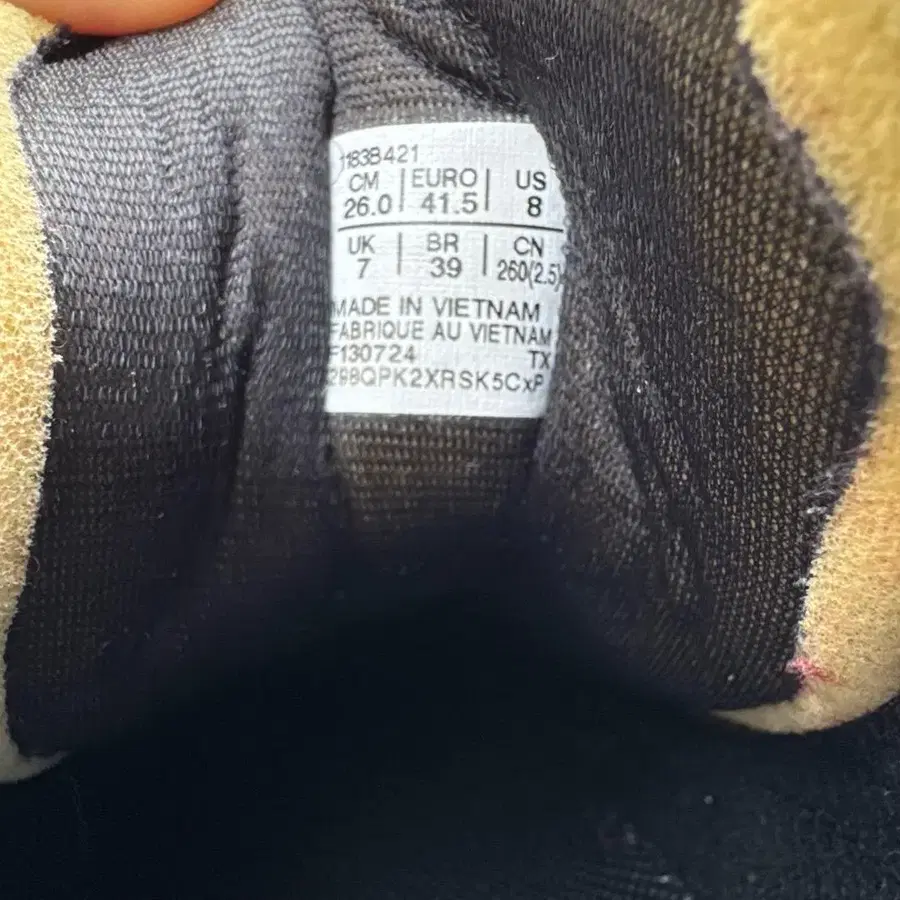 1183B421
CM | EURO | US
26.0 | 41.5 | 8
UK | BR | CN
7 | 39 | 260(2.5)
MADE IN VIETNAM
FABRIQUE AU VIETNAM
F130724 TX
298QPK2XRSK5CxP